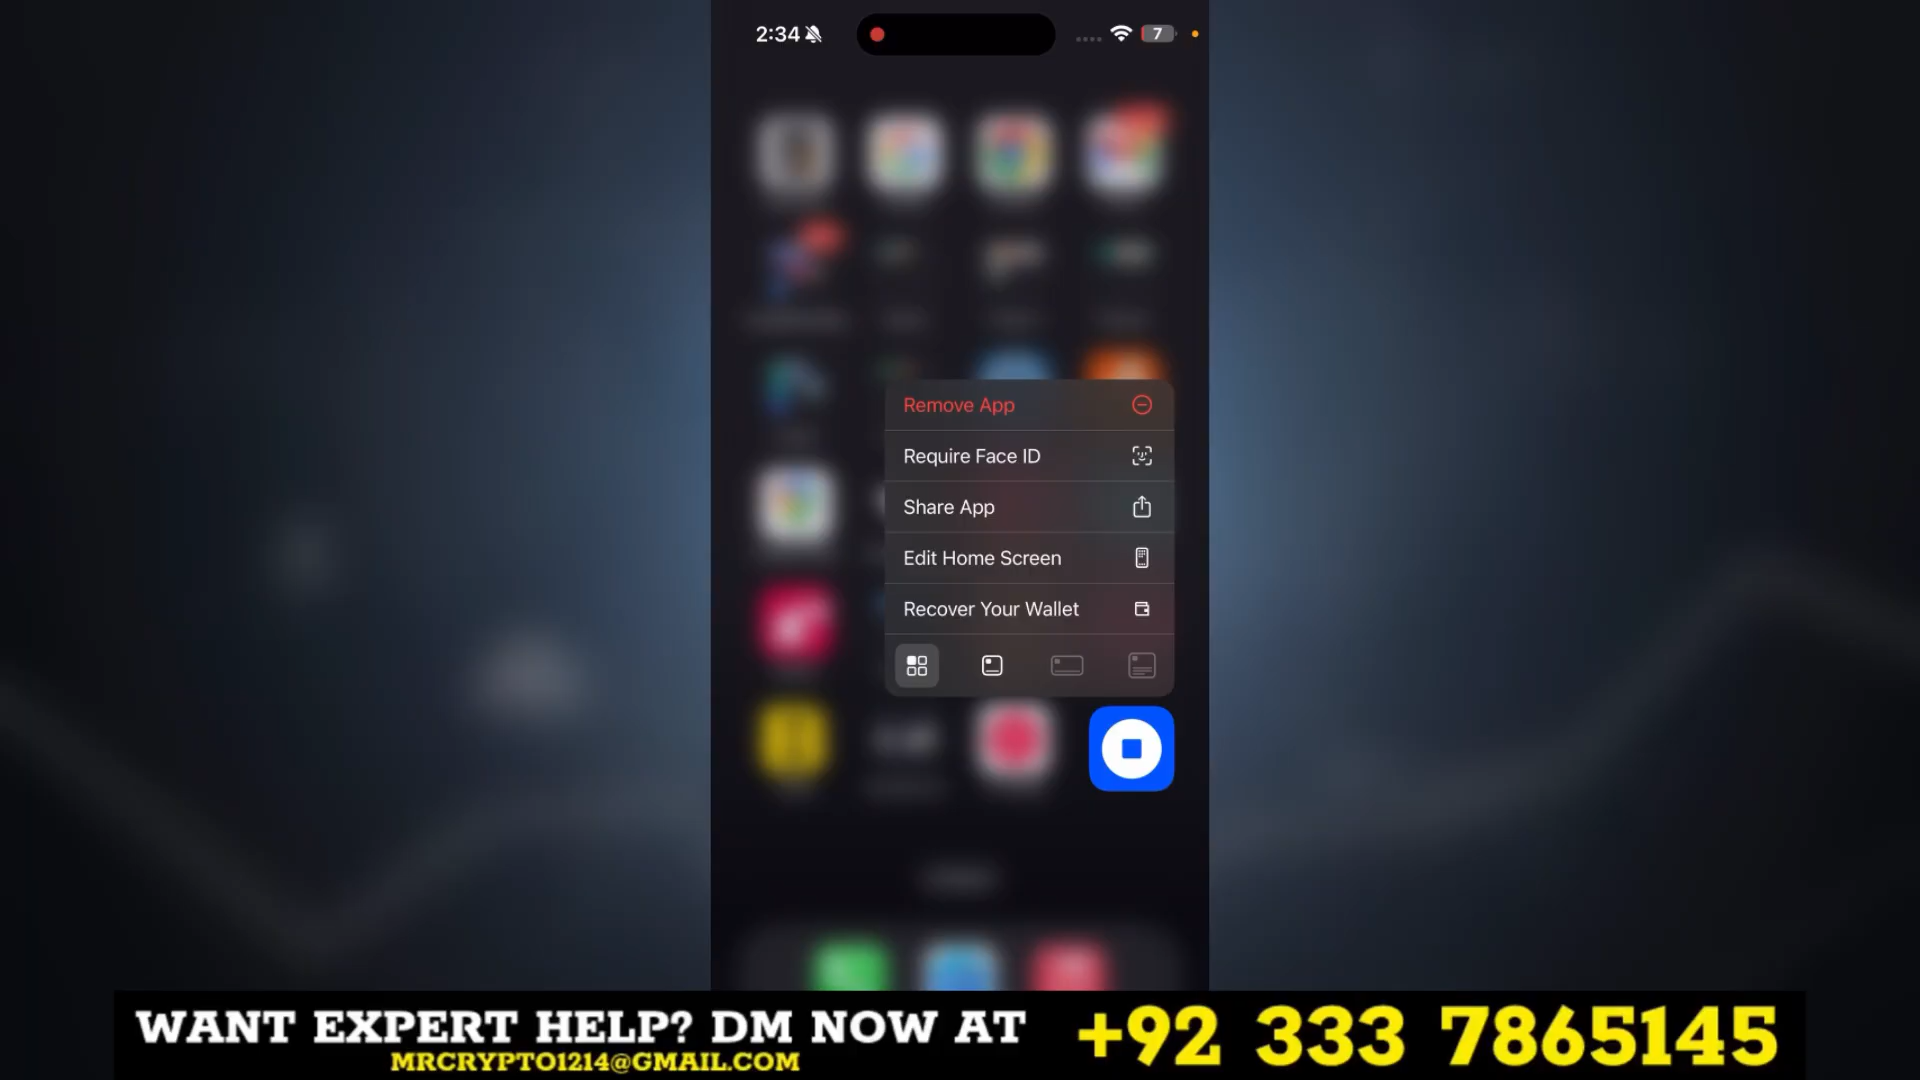 2:34
7
Remove App
Require Face ID
Share App
Edit Home Screen
Recover Your Wallet
WANT EXPERT HELP? DM NOW AT
MRCRYPTO1214@GMAIL.COM
+92 333 7865145